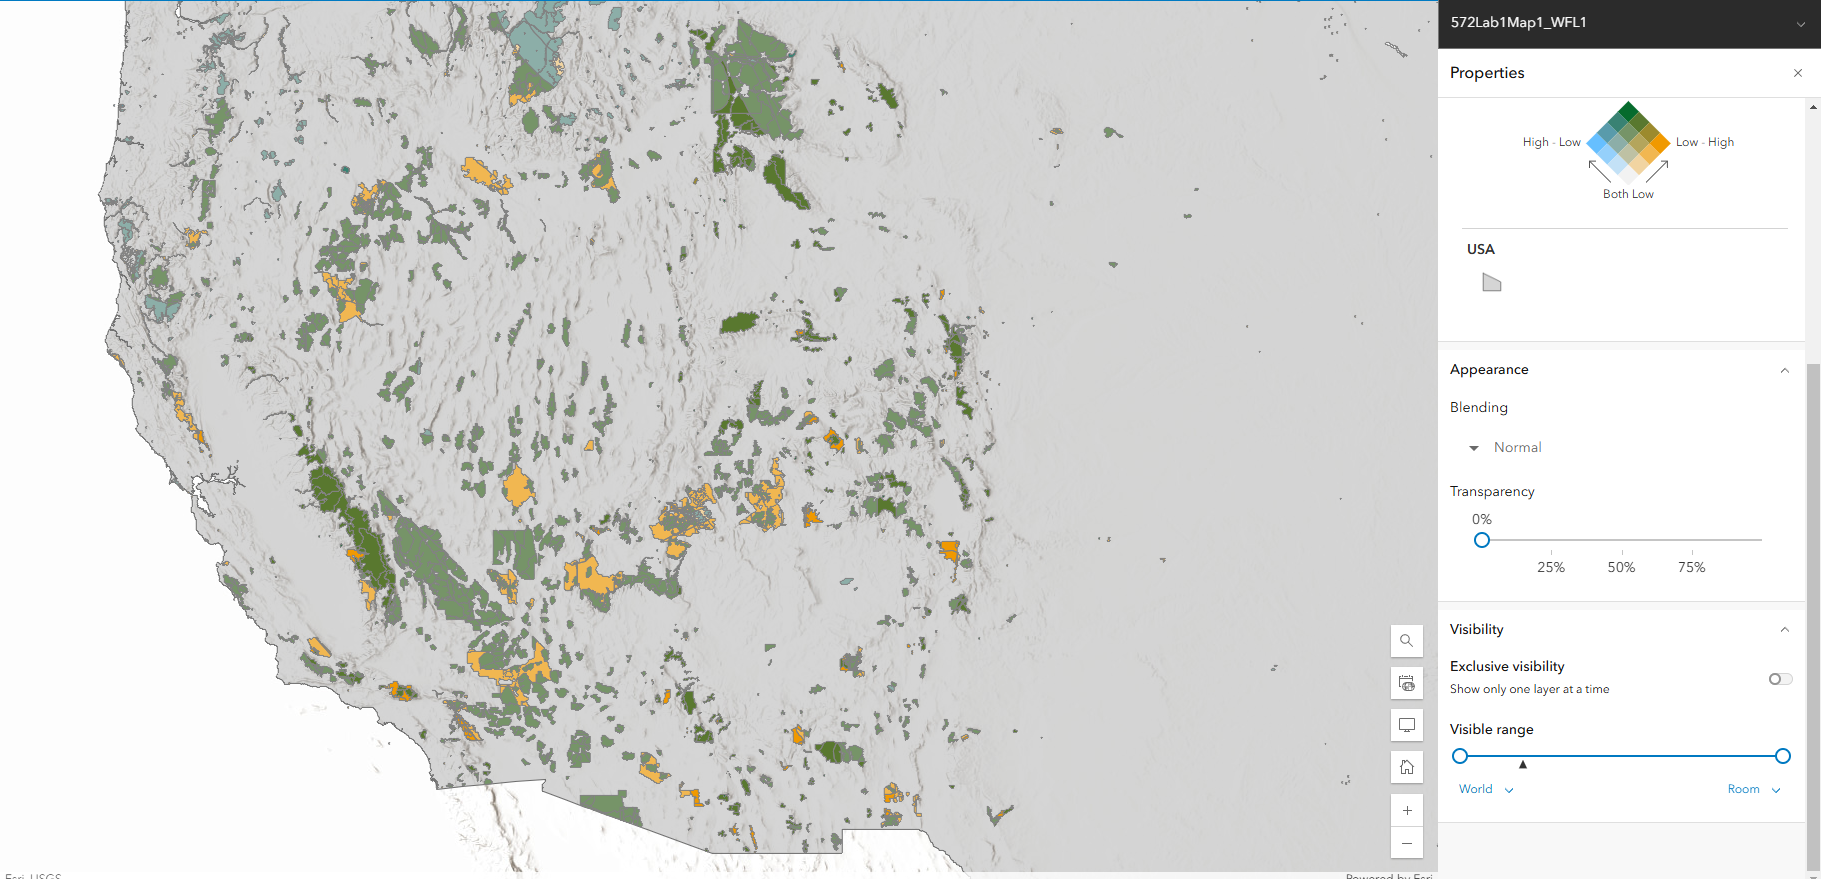 572Lab1Map1_WFL1
Properties
High - Low
Low - High
Both Low
USA
Appearance
Blending
Normal
Transparency
0%
25% 50% 75%
Visibility
Exclusive visibility
Show only one layer at a time
Visible range
World
Room
Esri, USGS
Powered by Esri